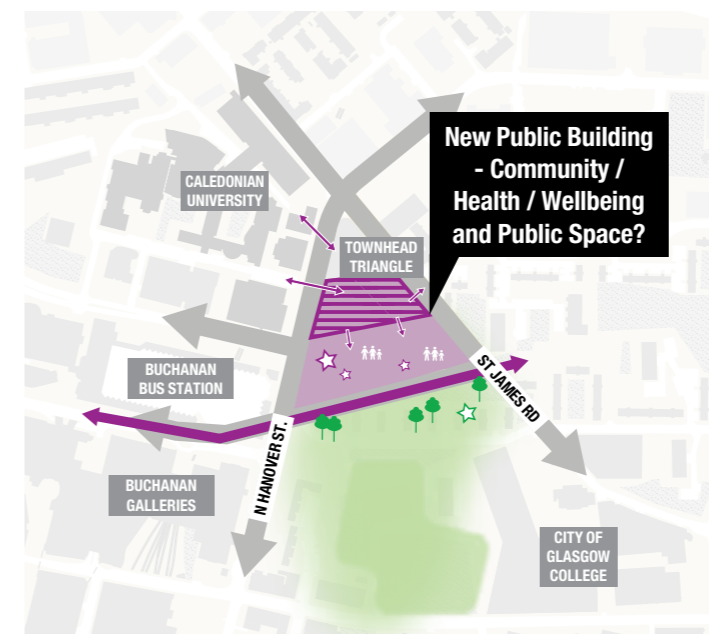 New Public Building
- Community /
Health / Wellbeing
and Public Space?
CALEDONIAN
UNIVERSITY
TOWNHEAD
TRIANGLE
BUCHANAN
BUS STATION
ST JAMES RD
N HANOVER ST.
BUCHANAN
GALLERIES
CITY OF
GLASGOW
COLLEGE